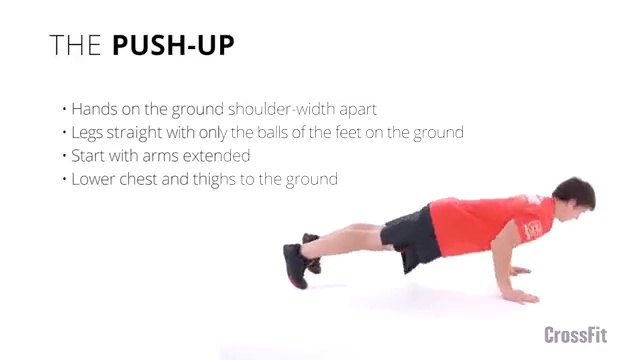 THE PUSH-UP
• Hands on the ground shoulder-width apart
• Legs straight with only the balls of the feet on the ground
• Start with arms extended
• Lower chest and thighs to the ground
CrossFit